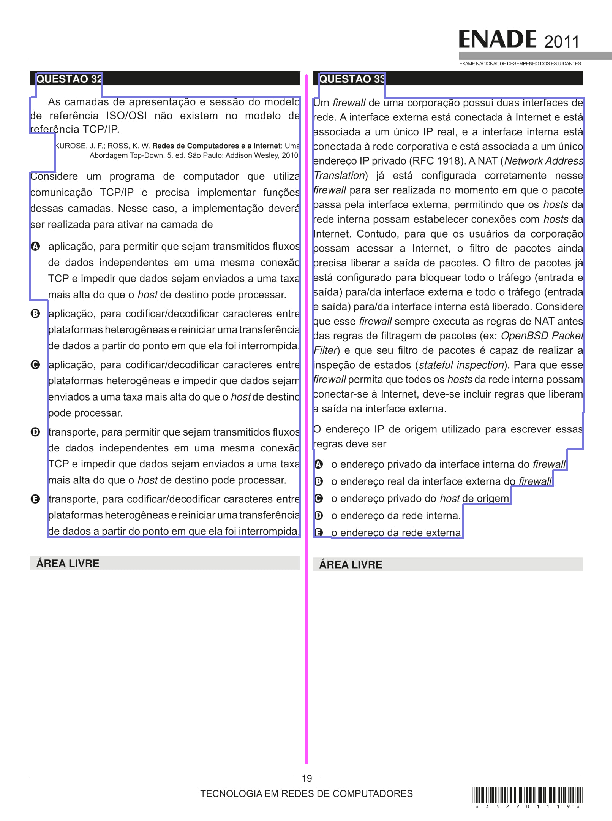 ENADE 2011
EXAME NACIONAL DE DESEMPENHO DOS ESTUDANTES
QUESTÃO 32
As camadas de apresentação e sessão do modelo
de referência ISO/OSI não existem no modelo de
referência TCP/IP.
KUROSE, J. F.; ROSS, K. W. Redes de Computadores e a Internet: Uma
Abordagem Top-Down. 5. ed. São Paulo: Addison Wesley, 2010.
Considere um programa de computador que utiliza
comunicação TCP/IP e precisa implementar funções
dessas camadas. Nesse caso, a implementação deverá
ser realizada para ativar na camada de
A aplicação, para permitir que sejam transmitidos fluxos
de dados independentes em uma mesma conexão
TCP e impedir que dados sejam enviados a uma taxa
mais alta do que o host de destino pode processar.
B aplicação, para codificar/decodificar caracteres entre
plataformas heterogêneas e reiniciar uma transferência
de dados a partir do ponto em que ela foi interrompida.
C aplicação, para codificar/decodificar caracteres entre
plataformas heterogêneas e impedir que dados sejam
enviados a uma taxa mais alta do que o host de destino
pode processar.
D transporte, para permitir que sejam transmitidos fluxos
de dados independentes em uma mesma conexão
TCP e impedir que dados sejam enviados a uma taxa
mais alta do que o host de destino pode processar.
E transporte, para codificar/decodificar caracteres entre
plataformas heterogêneas e reiniciar uma transferência
de dados a partir do ponto em que ela foi interrompida.
ÁREA LIVRE
QUESTÃO 33
Um firewall de uma corporação possui duas interfaces de
rede. A interface externa está conectada à Internet e está
associada a um único IP real, e a interface interna está
conectada à rede corporativa e está associada a um único
endereço IP privado (RFC 1918). A NAT (Network Address
Translation) já está configurada corretamente nesse
firewall para ser realizada no momento em que o pacote
passa pela interface externa, permitindo que os hosts da
rede interna possam estabelecer conexões com hosts da
Internet. Contudo, para que os usuários da corporação
possam acessar a Internet, o filtro de pacotes ainda
precisa liberar a saída de pacotes. O filtro de pacotes já
está configurado para bloquear todo o tráfego (entrada e
saída) para/da interface externa e todo o tráfego (entrada
e saída) para/da interface interna está liberado. Considere
que esse firewall sempre executa as regras de NAT antes
das regras de filtragem de pacotes (ex: OpenBSD Packet
Filter) e que seu filtro de pacotes é capaz de realizar a
inspeção de estados (stateful inspection). Para que esse
firewall permita que todos os hosts da rede interna possam
conectar-se à Internet, deve-se incluir regras que liberam
a saída na interface externa.
O endereço IP de origem utilizado para escrever essas
regras deve ser
A o endereço privado da interface interna do firewall.
B o endereço real da interface externa do firewall.
C o endereço privado do host de origem.
D o endereço da rede interna.
E o endereço da rede externa.
ÁREA LIVRE
19
TECNOLOGIA EM REDES DE COMPUTADORES